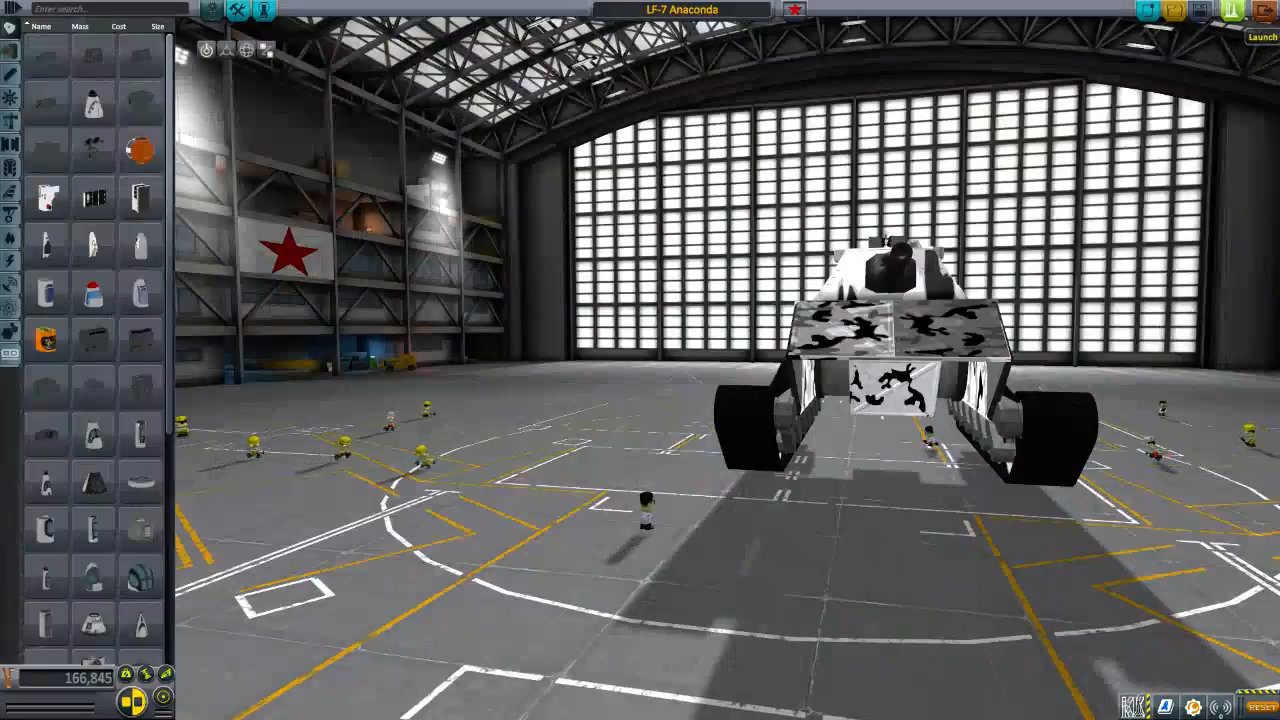 Enter search...
LF-7 Anaconda
Name Mass Cost Size
Launch
166,845
RESET